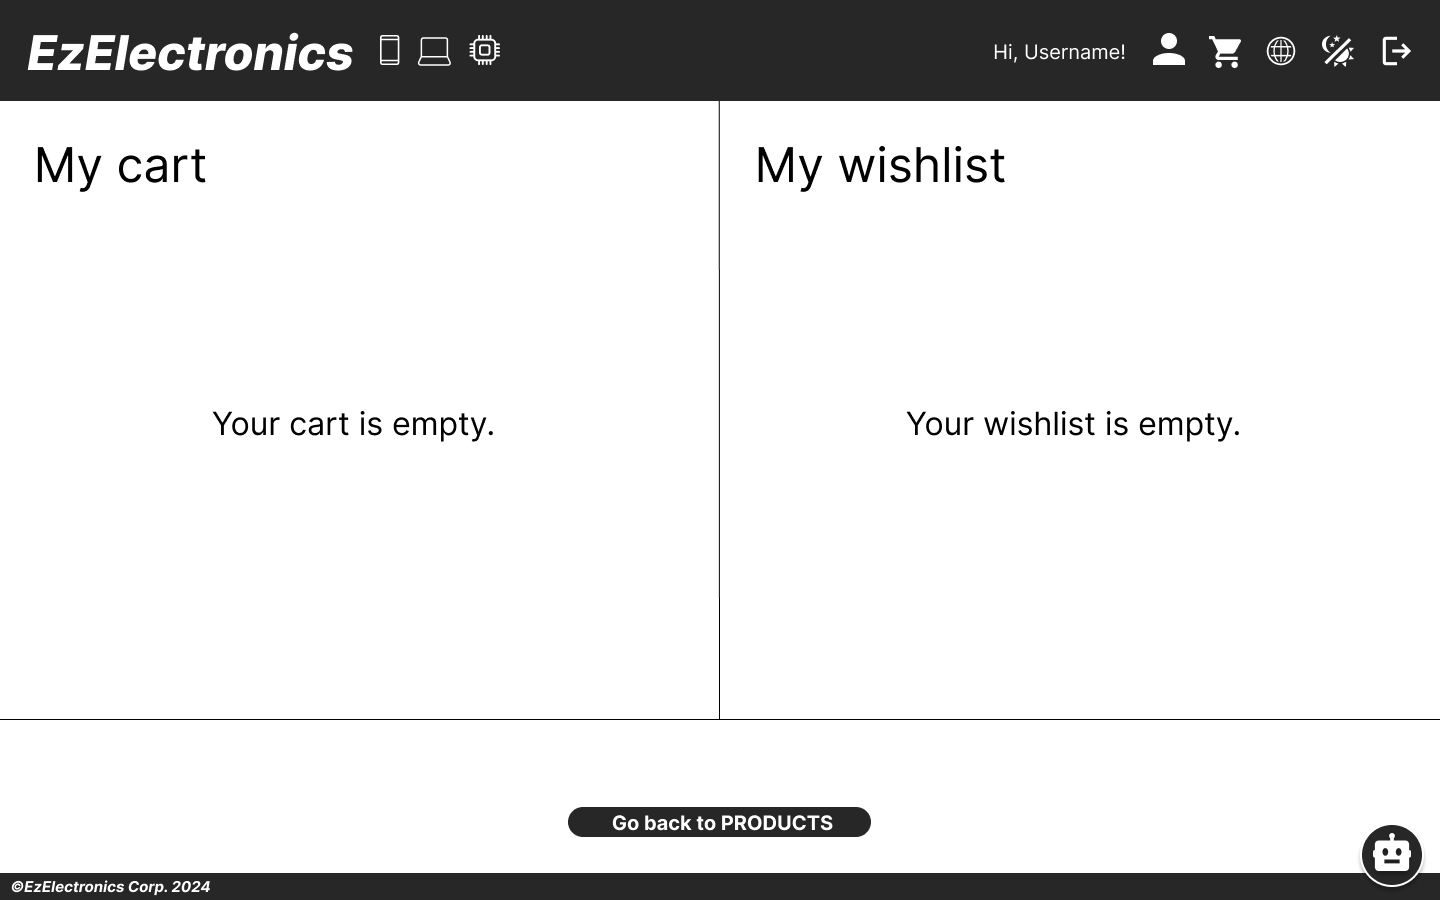 EzElectronics
Hi, Username!
My cart
My wishlist
Your cart is empty.
Your wishlist is empty.
Go back to PRODUCTS
©EzElectronics Corp. 2024